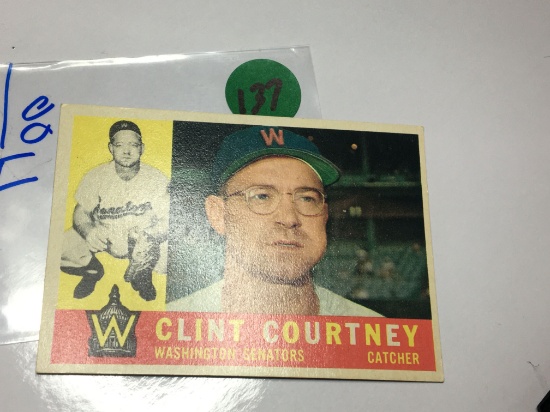 137
W
Senators
W CLINT COURTNEY
WASHINGTON SENATORS CATCHER